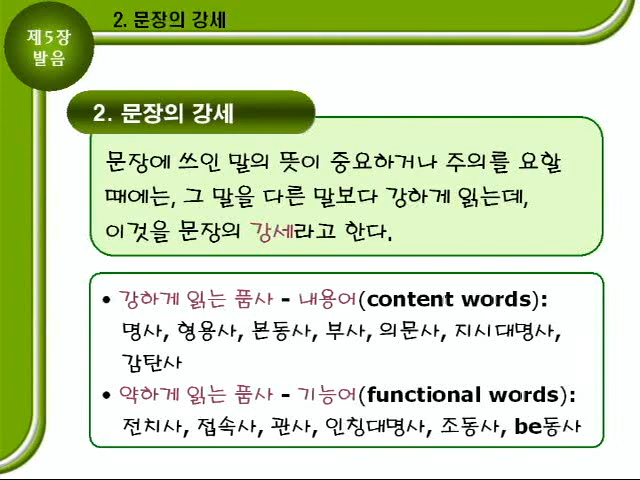 2. 문장의 강세
제5장
발음
2. 문장의 강세
문장에 쓰인 말의 뜻이 중요하거나 주의를 요할
때에는, 그 말을 다른 말보다 강하게 읽는데,
이것을 문장의 강세라고 한다.
• 강하게 읽는 품사 - 내용어(content words):
명사, 형용사, 본동사, 부사, 의문사, 지시대명사,
감탄사
• 약하게 읽는 품사 - 기능어(functional words):
전치사, 접속사, 관사, 인칭대명사, 조동사, be동사